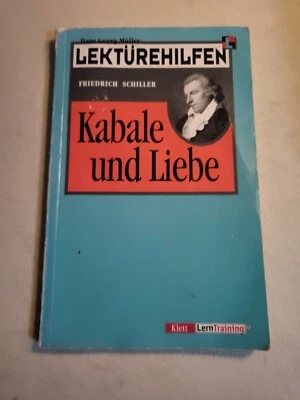 Hans Georg Müller
LEKTÜREHILFEN
FRIEDRICH SCHILLER
Kabale
und Liebe
Klett LernTraining